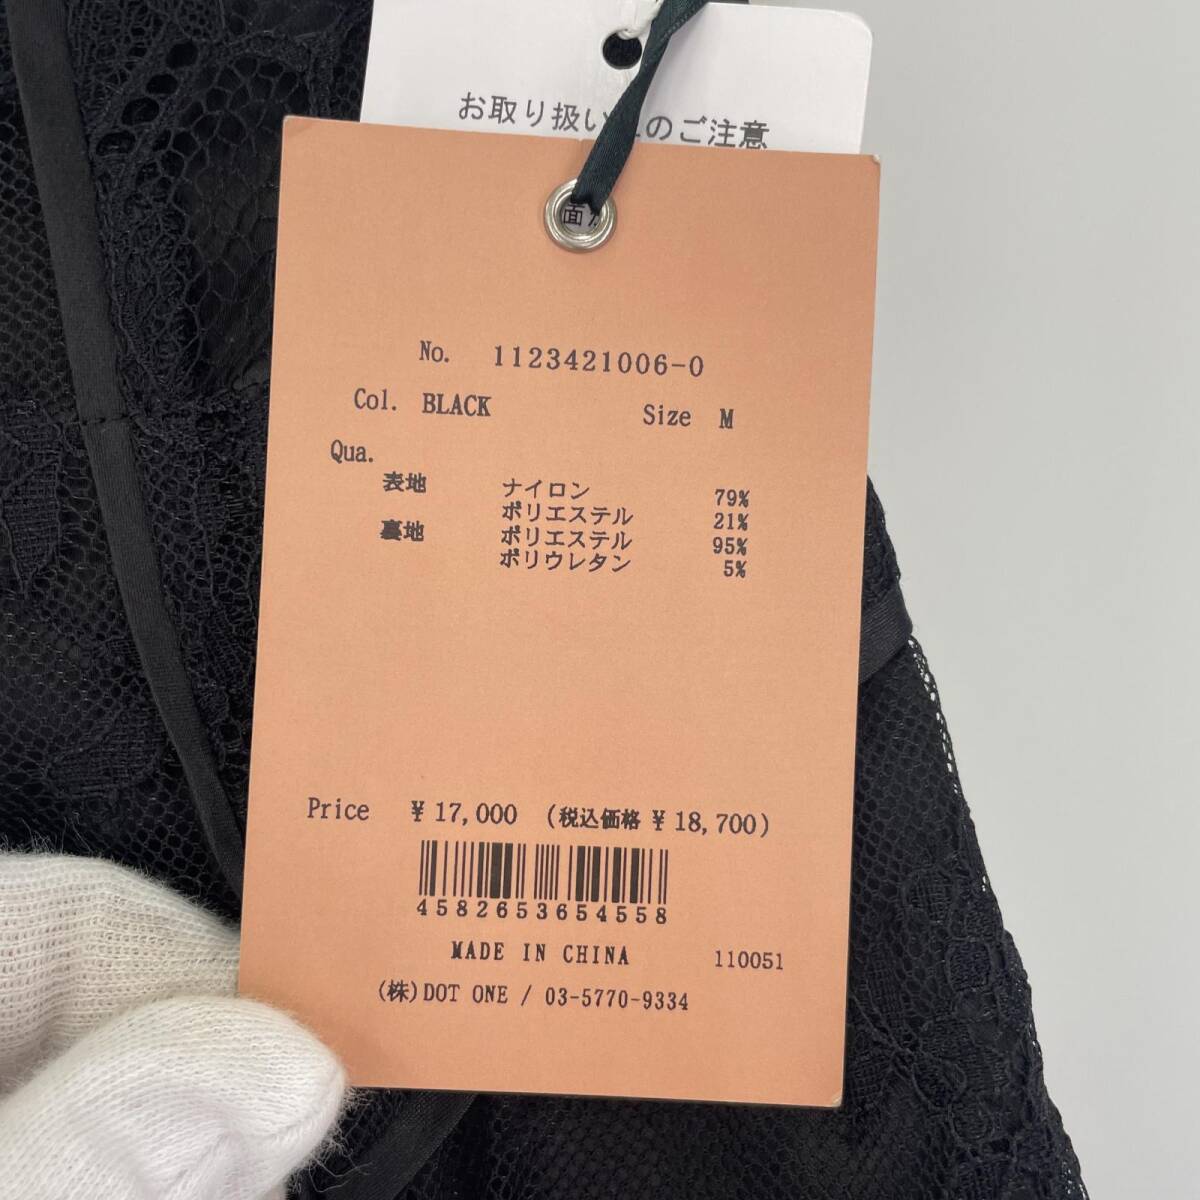 お取り扱い上のご注意
面
No. 1123421006-0
Col. BLACK Size M
Qua.
表地 ナイロン 79%
ポリエステル 21%
裏地 ポリエステル 95%
ポリウレタン 5%
Price ¥17,000 (税込価格 ¥18,700)
4582653654558
MADE IN CHINA 110051
(株)DOT ONE / 03-5770-9334